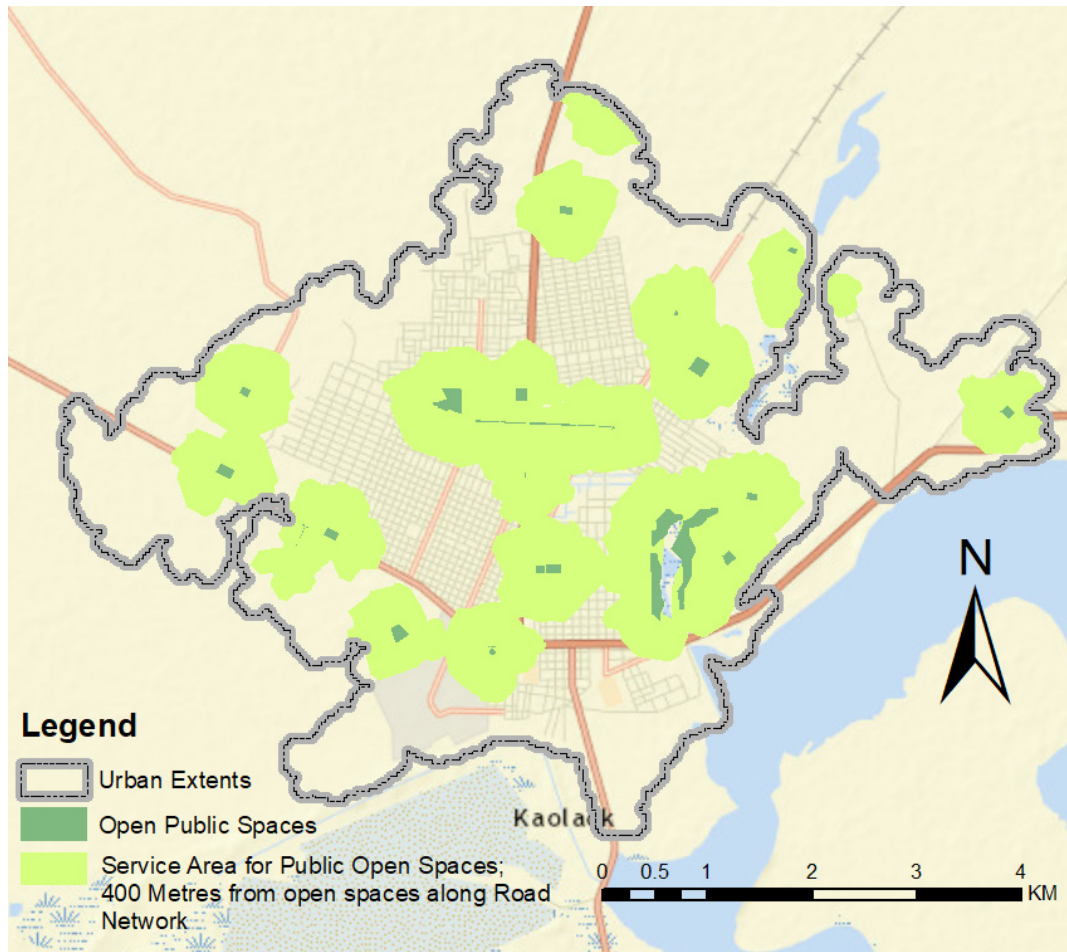 N
Legend
Urban Extents
Open Public Spaces
Service Area for Public Open Spaces;
400 Metres from open spaces along Road
Network
Kaolack
0 0.5 1 2 3 4
KM